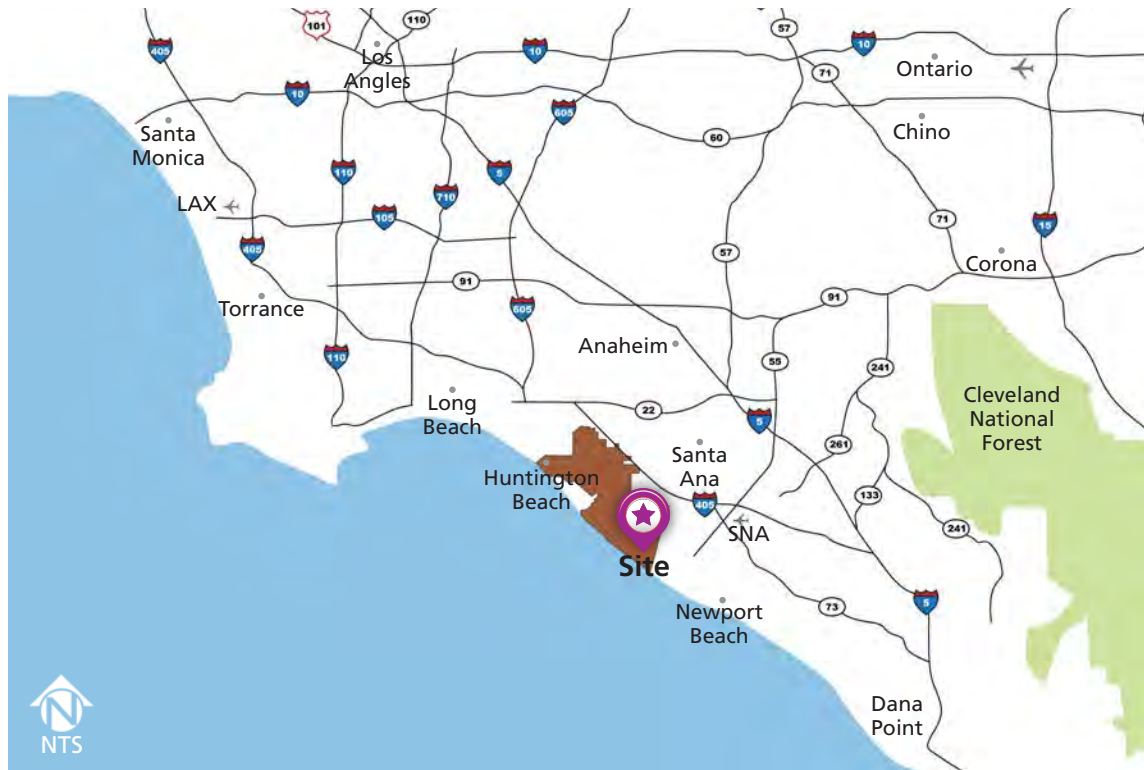 101
110
57
405
Los
Angles
10
10
71
Ontario
10
605
Chino
Santa
Monica
60
110
5
710
LAX
105
71
15
405
57
Corona
91
Torrance
605
91
Anaheim
110
55
241
Cleveland
National
Forest
Long
Beach
22
5
261
Santa
Ana
Huntington
Beach
405
133
SNA
241
Site
Newport
Beach
73
5
Dana
Point
N
NTS